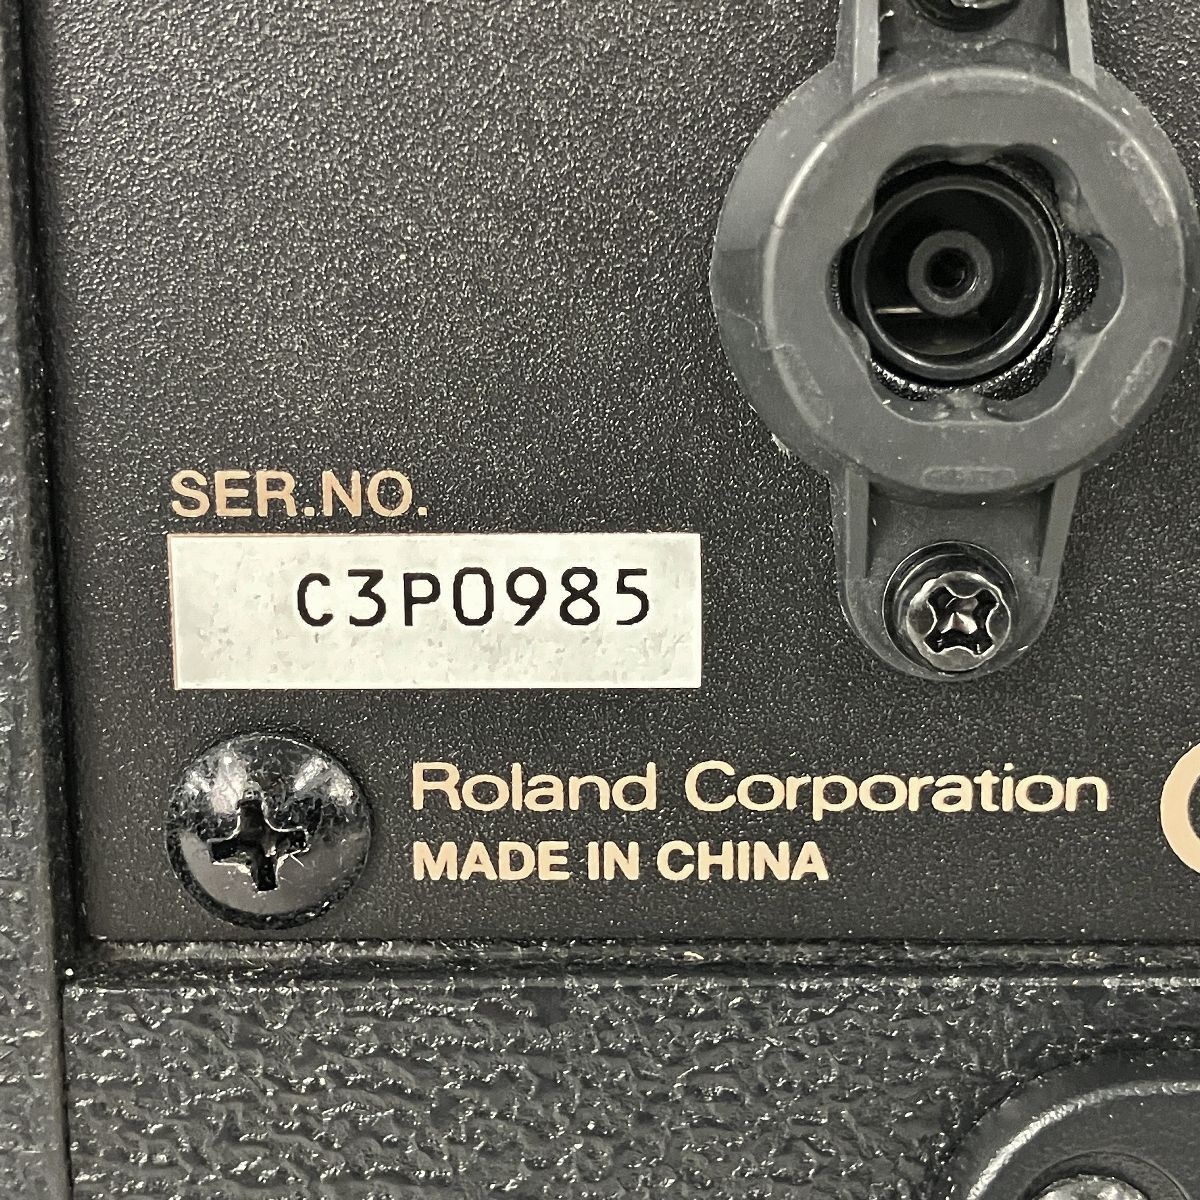 SER.NO.
C3P0985
Roland Corporation
MADE IN CHINA